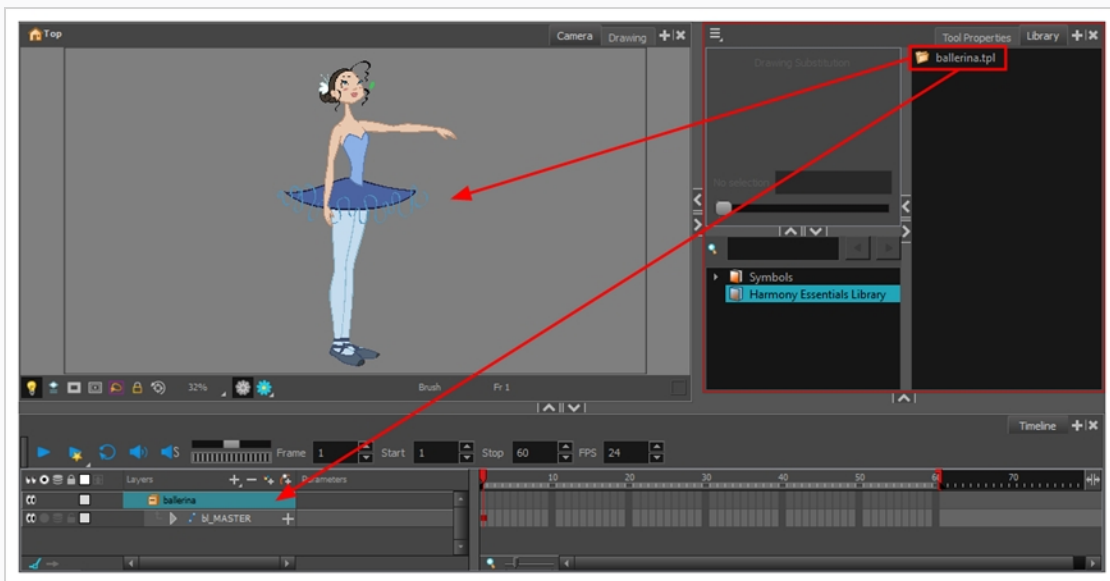 Top
Camera Drawing
Tool Properties Library
Drawing Substitution
ballerina.tpl
No selection
Symbols
Harmony Essentials Library
32% Brush Fr 1
Timeline
Frame 1 Start 1 Stop 60 FPS 24
Layers Parameters 10 20 30 40 50 60 70
ballerina
bl_MASTER